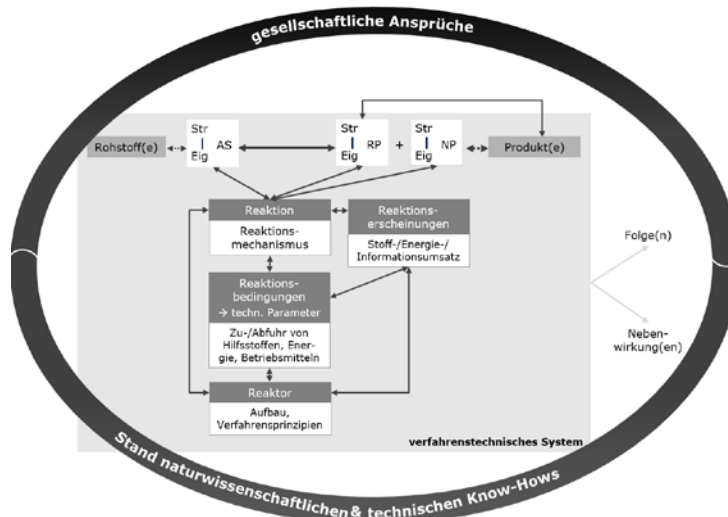 gesellschaftliche Ansprüche
Rohstoff(e)
Str
Eig
AS
Str
Eig
RP
+
Str
Eig
NP
Produkt(e)
Reaktion
Reaktions-
mechanismus
Reaktions-
erscheinungen
Stoff-/Energie-/
Informationsumsatz
Reaktions-
bedingungen
→ techn. Parameter
Zu-/Abfuhr von
Hilfsstoffen, Ener-
gie, Betriebsmitteln
Reaktor
Aufbau,
Verfahrensprinzipien
Folge(n)
Neben-
wirkung(en)
verfahrenstechnisches System
Stand naturwissenschaftlichen & technischen Know-Hows